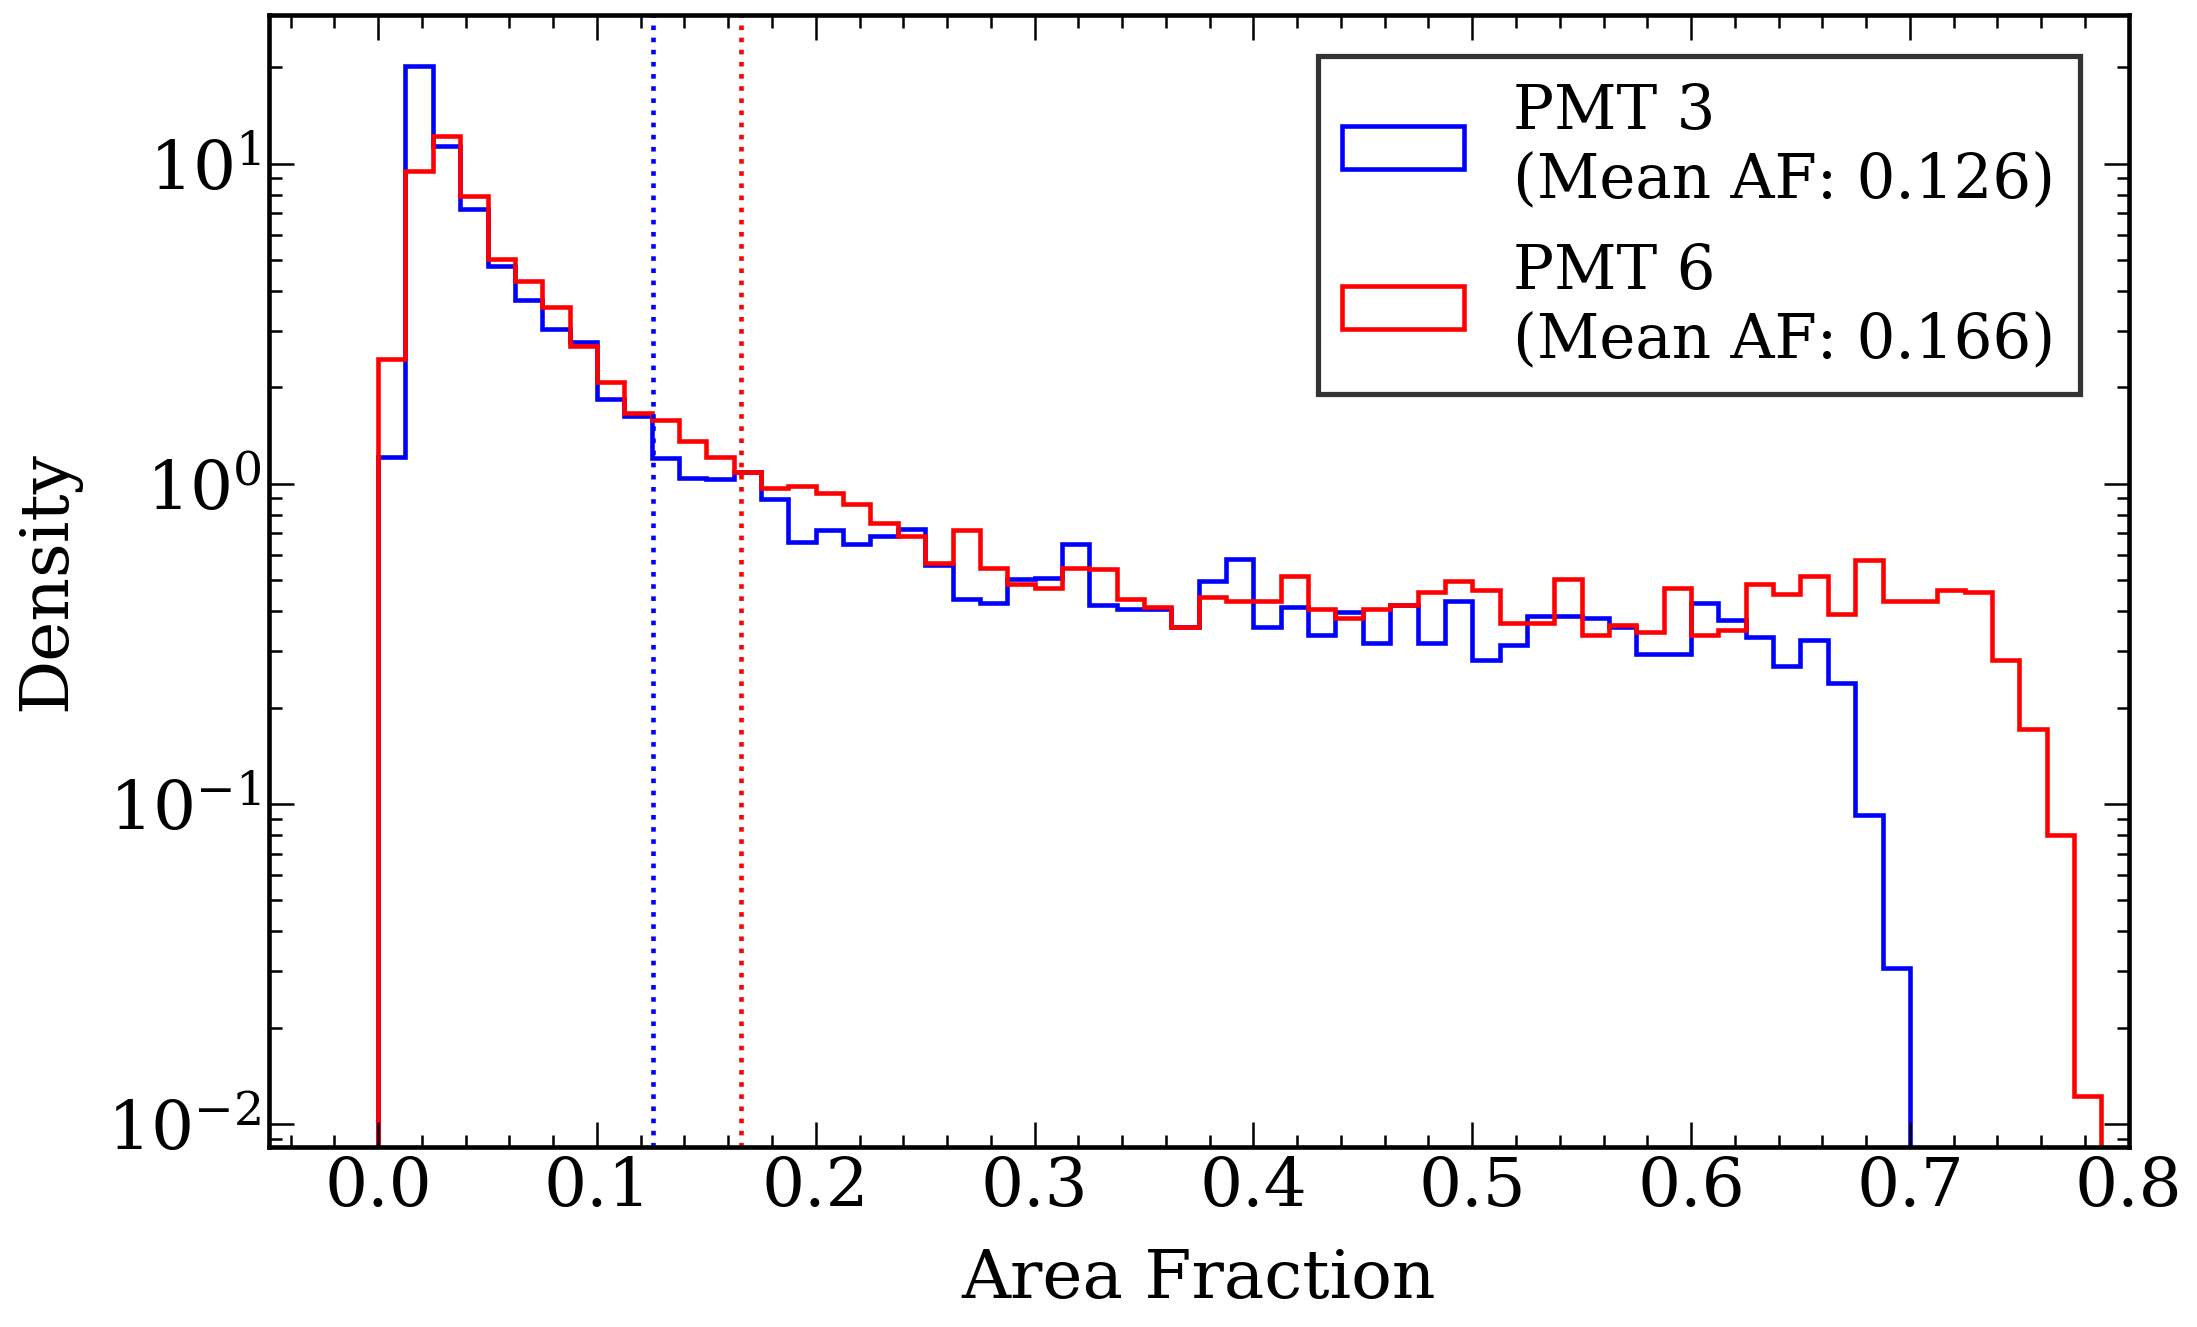 PMT 3
(Mean AF: 0.126)
PMT 6
(Mean AF: 0.166)
10¹
10⁰
10⁻¹
10⁻²
Density
0.0 0.1 0.2 0.3 0.4 0.5 0.6 0.7 0.8
Area Fraction